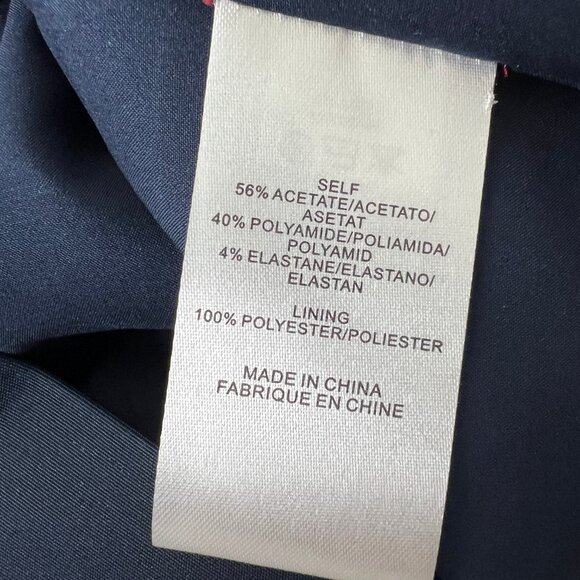 SELF
56% ACETATE/ACETATO/
ASETAT
40% POLYAMIDE/POLIAMIDA/
POLYAMID
4% ELASTANE/ELASTANO/
ELASTAN
LINING
100% POLYESTER/POLIESTER
MADE IN CHINA
FABRIQUE EN CHINE